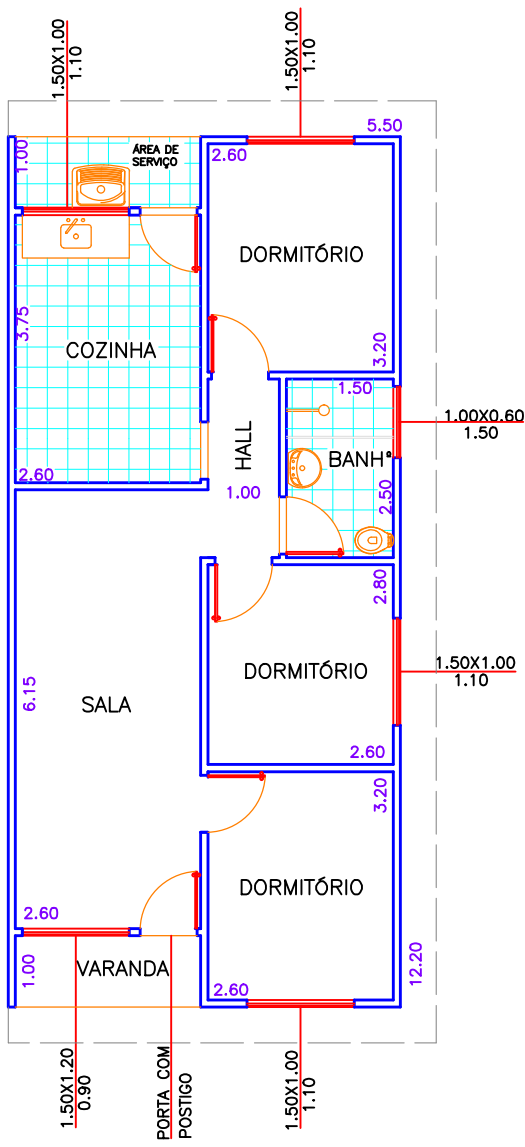 1.50X1.00
1.10
1.50X1.00
1.10
5.50
1.00
ÁREA DE
SERVIÇO
2.60
DORMITÓRIO
3.75
COZINHA
3.20
1.50
1.00X0.60
1.50
HALL
BANHº
2.60
1.00
2.50
2.80
1.50X1.00
1.10
DORMITÓRIO
6.15
SALA
2.60
3.20
DORMITÓRIO
2.60
1.00
VARANDA
2.60
12.20
1.50X1.20
0.90
PORTA COM
POSTIGO
1.50X1.00
1.10